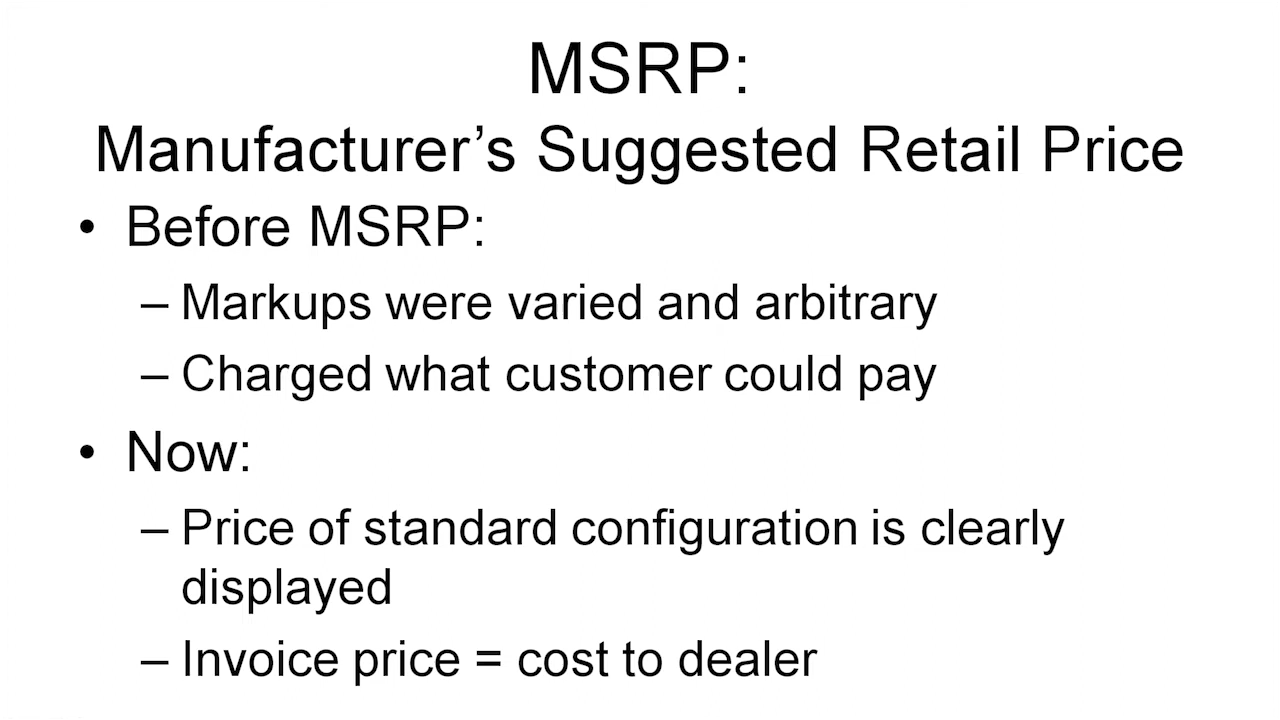 MSRP:
Manufacturer’s Suggested Retail Price
• Before MSRP:
– Markups were varied and arbitrary
– Charged what customer could pay
• Now:
– Price of standard configuration is clearly
displayed
– Invoice price = cost to dealer